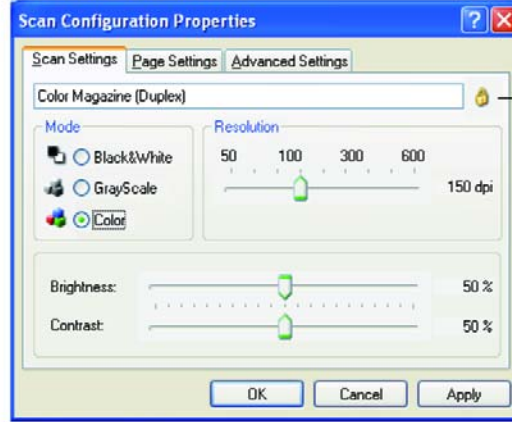 Scan Configuration Properties
Scan Settings Page Settings Advanced Settings
Color Magazine (Duplex)
Mode
Black&White
GrayScale
Color
Resolution
50 100 300 600
150 dpi
Brightness: 50 %
Contrast: 50 %
OK Cancel Apply